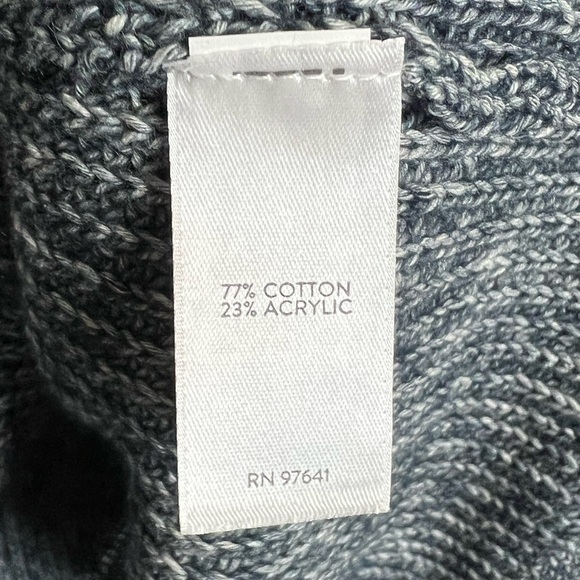 77% COTTON
23% ACRYLIC
RN 97641